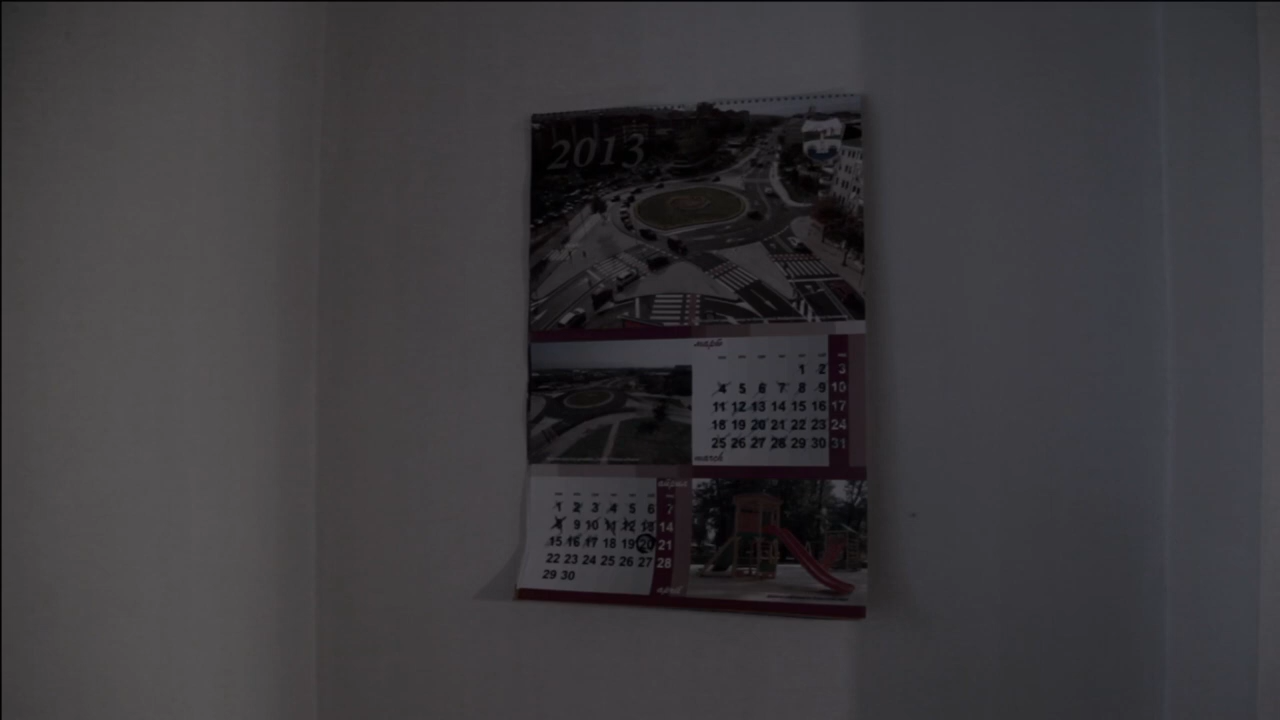 2013
март
1 2 3
4 5 6 7 8 9 10
11 12 13 14 15 16 17
18 19 20 21 22 23 24
25 26 27 28 29 30 31
march
април
1 2 3 4 5 6 7
8 9 10 11 12 13 14
15 16 17 18 19 20 21
22 23 24 25 26 27 28
29 30
april